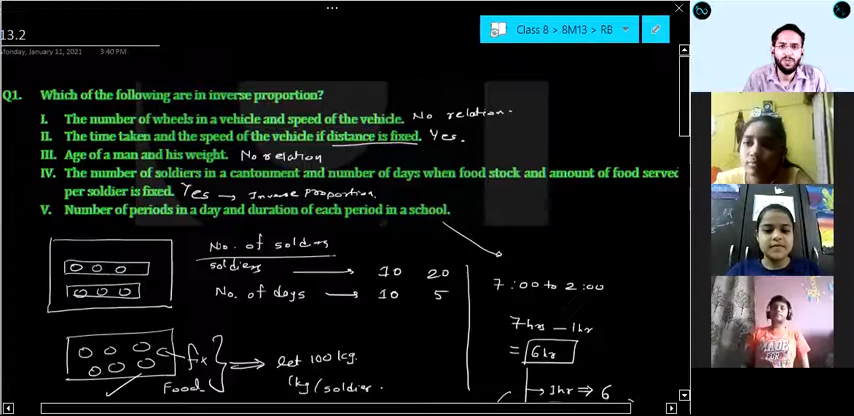 13.2
Monday, January 11, 2021 3:40 PM
Class 8 > 8M13 > RB
Q1. Which of the following are in inverse proportion?
I. The number of wheels in a vehicle and speed of the vehicle. No relation.
II. The time taken and the speed of the vehicle if distance is fixed. Yes.
III. Age of a man and his weight. No relation
IV. The number of soldiers in a cantonment and number of days when food stock and amount of food served
per soldier is fixed. Yes → Inverse Proportion.
V. Number of periods in a day and duration of each period in a school.
No. of soldrs
soldiers → 10 20
No. of days → 10 5
7:00 to 2:00
7hrs - 1hr
= 6hr
fix
Food
⇒ let 100 kg.
1kg/soldier.
→ 1hr ⇒ 6
MADE